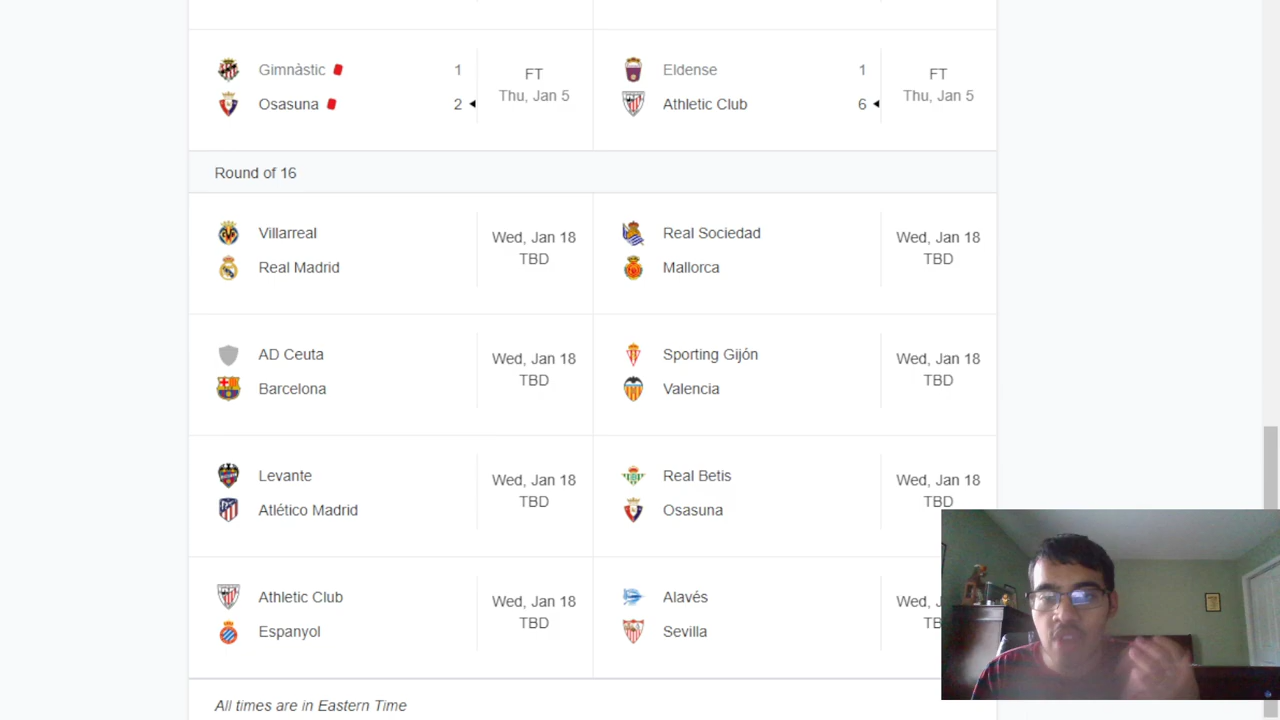 Gimnàstic 1
Osasuna 2
FT
Thu, Jan 5
Eldense 1
Athletic Club 6
FT
Thu, Jan 5
Round of 16
Villarreal
Real Madrid
Wed, Jan 18
TBD
Real Sociedad
Mallorca
Wed, Jan 18
TBD
AD Ceuta
Barcelona
Wed, Jan 18
TBD
Sporting Gijón
Valencia
Wed, Jan 18
TBD
Levante
Atlético Madrid
Wed, Jan 18
TBD
Real Betis
Osasuna
Wed, Jan 18
TBD
Athletic Club
Espanyol
Wed, Jan 18
TBD
Alavés
Sevilla
Wed,
All times are in Eastern Time